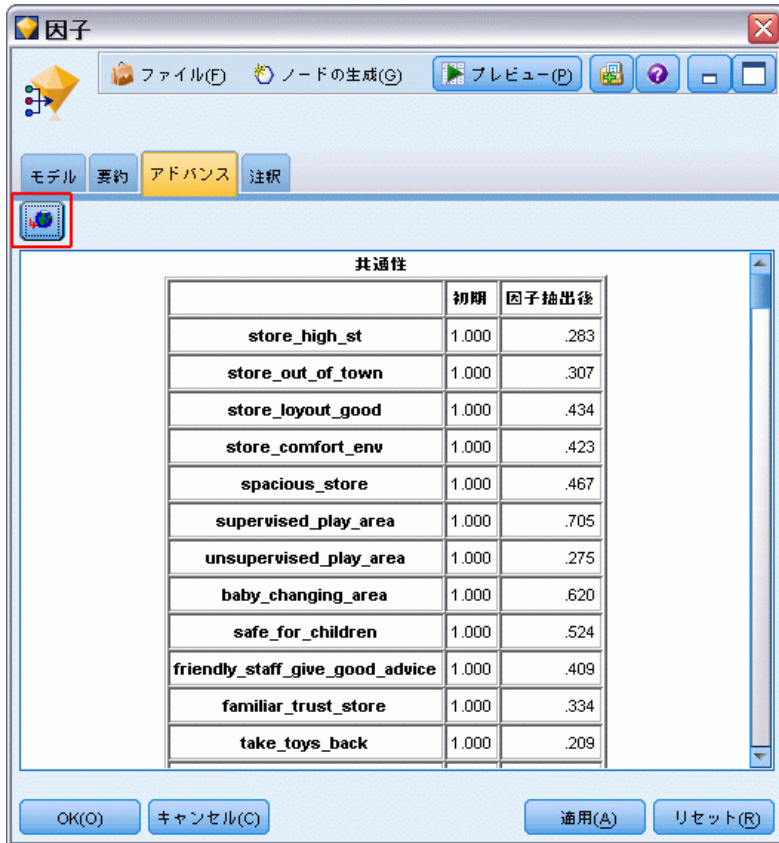 因子
ファイル(F) ノードの生成(G) プレビュー(P)
モデル 要約 アドバンス 注釈
共通性
初期 因子抽出後
store_high_st 1.000 .283
store_out_of_town 1.000 .307
store_loyout_good 1.000 .434
store_comfort_env 1.000 .423
spacious_store 1.000 .467
supervised_play_area 1.000 .705
unsupervised_play_area 1.000 .275
baby_changing_area 1.000 .620
safe_for_children 1.000 .524
friendly_staff_give_good_advice 1.000 .409
familiar_trust_store 1.000 .334
take_toys_back 1.000 .209
OK(O) キャンセル(C) 適用(A) リセット(R)